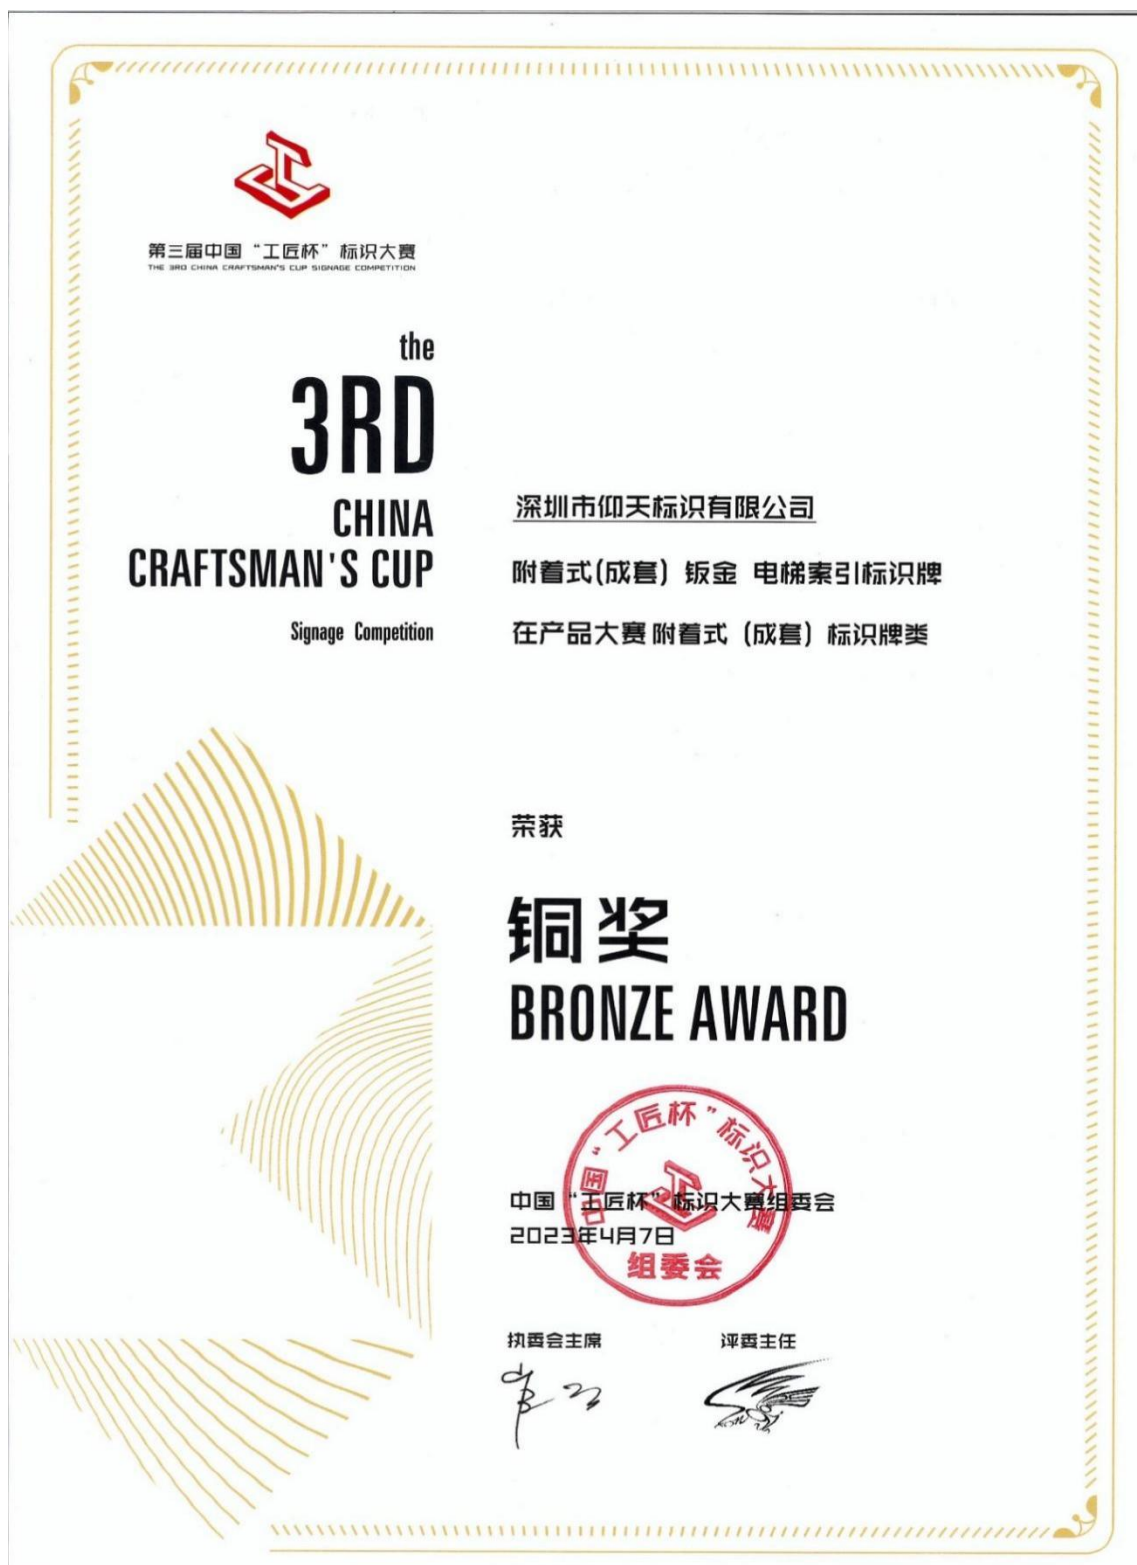 第三届中国“工匠杯”标识大赛
THE 3RD CHINA CRAFTSMAN'S CUP SIGNAGE COMPETITION
the
3RD
CHINA
CRAFTSMAN'S CUP
Signage Competition
深圳市仰天标识有限公司
附着式(成套) 钣金 电梯索引标识牌
在产品大赛 附着式 (成套) 标识牌类
荣获
铜奖
BRONZE AWARD
中国“工匠杯”标识大赛
组委会
中国“工匠杯”标识大赛组委会
2023年4月7日
执委会主席
评委主任